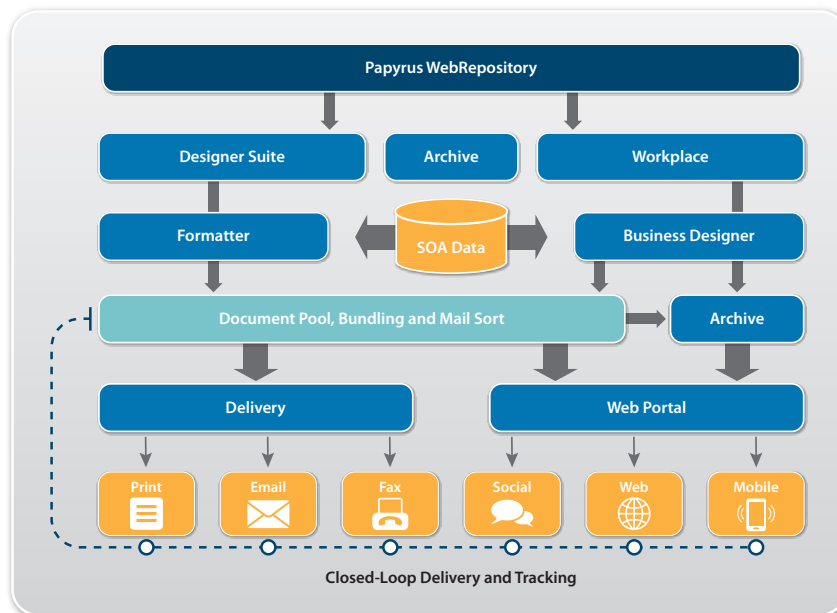 Papyrus WebRepository
Designer Suite
Archive
Workplace
Formatter
SOA Data
Business Designer
Document Pool, Bundling and Mail Sort
Archive
Delivery
Web Portal
Print
Email
Fax
Social
Web
Mobile
Closed-Loop Delivery and Tracking